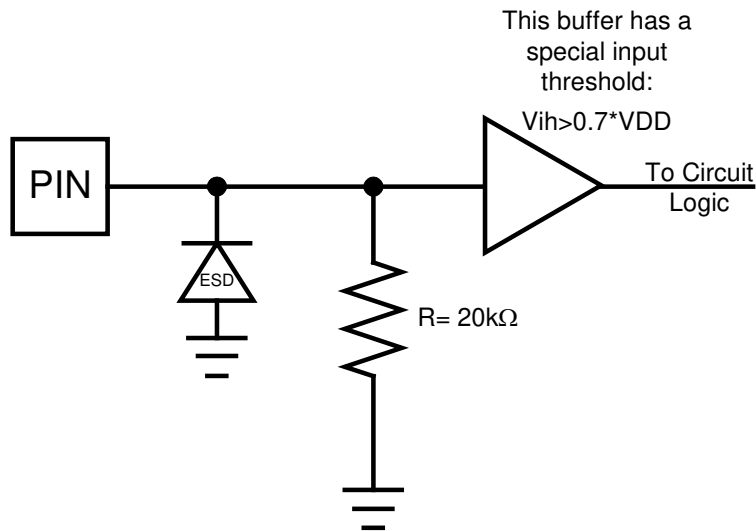 This buffer has a
special input
threshold:
Vih>0.7*VDD
PIN
To Circuit
Logic
ESD
R= 20kΩ